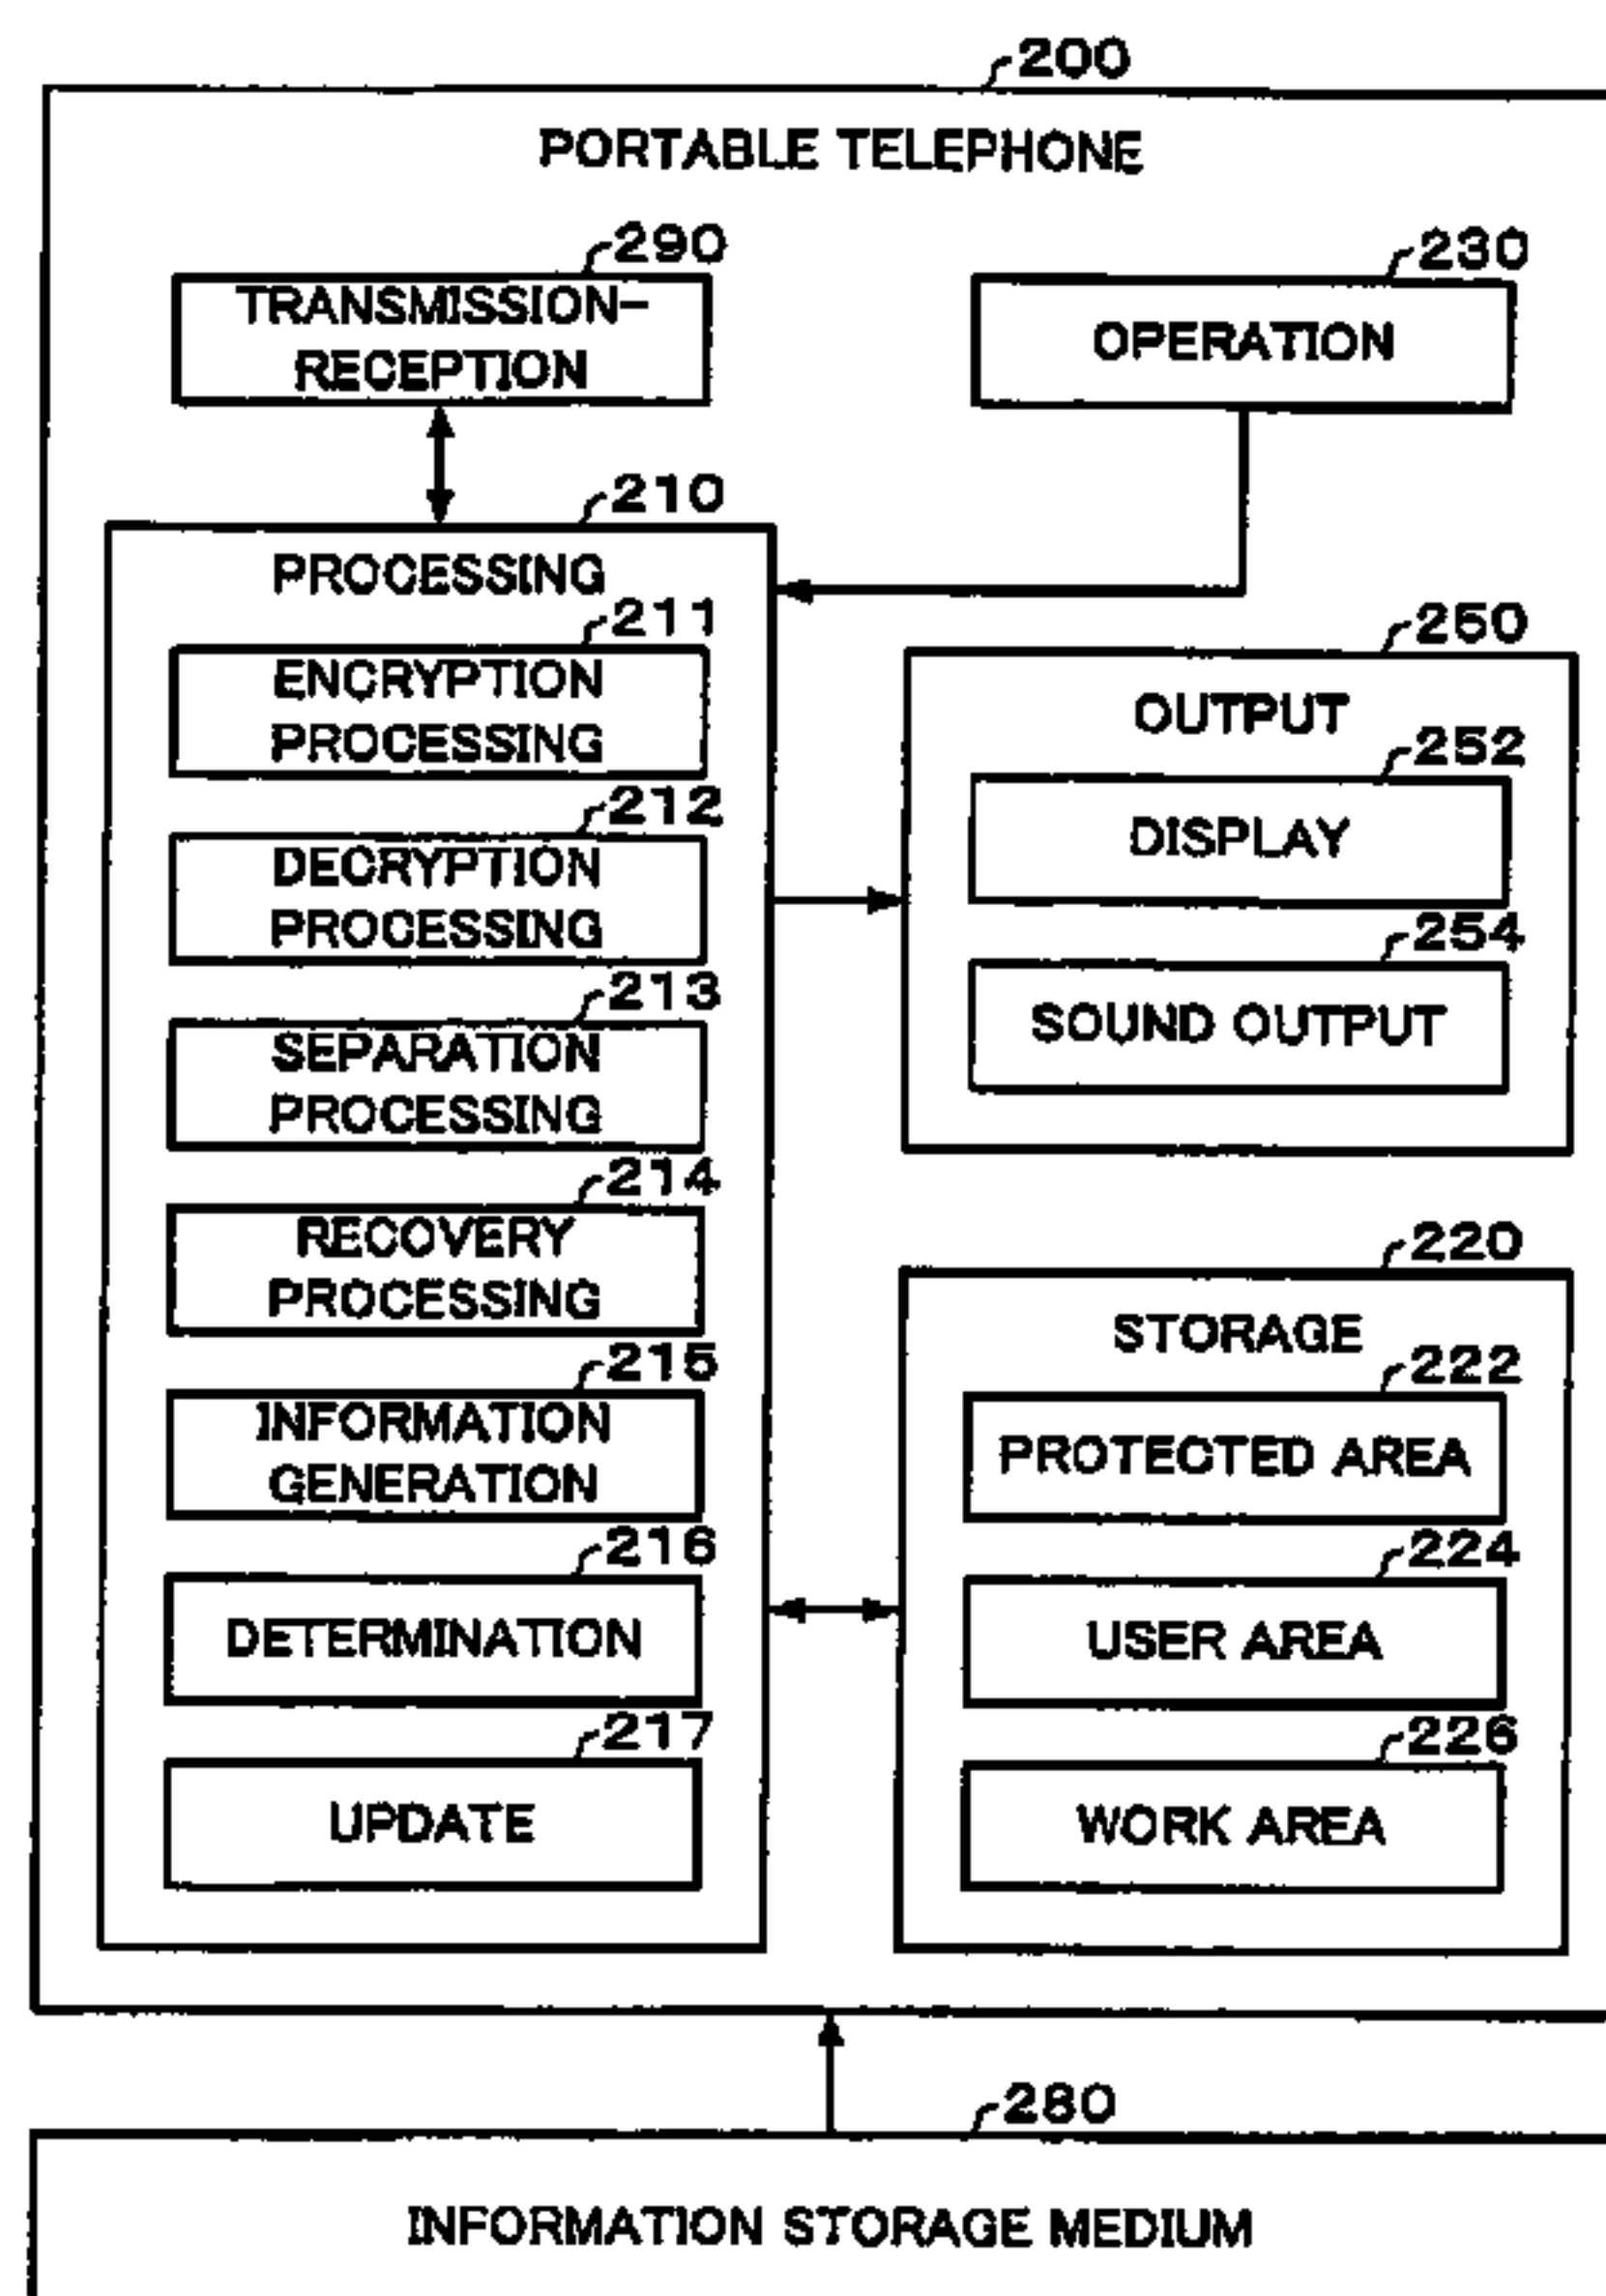 200
PORTABLE TELEPHONE
290
TRANSMISSION-
RECEPTION
230
OPERATION
210
PROCESSING
211
ENCRYPTION
PROCESSING
212
DECRYPTION
PROCESSING
213
SEPARATION
PROCESSING
214
RECOVERY
PROCESSING
215
INFORMATION
GENERATION
216
DETERMINATION
217
UPDATE
250
OUTPUT
252
DISPLAY
254
SOUND OUTPUT
220
STORAGE
222
PROTECTED AREA
224
USER AREA
226
WORK AREA
280
INFORMATION STORAGE MEDIUM